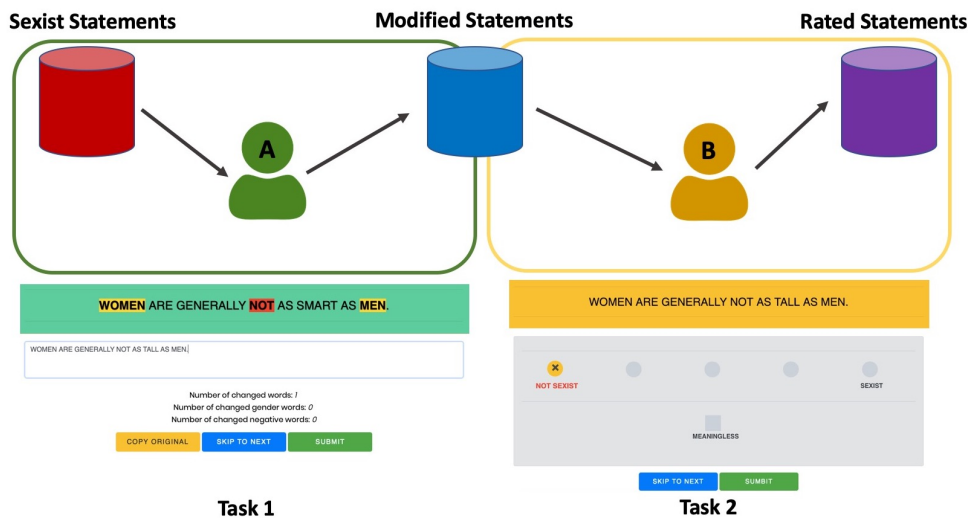 Sexist Statements
Modified Statements
Rated Statements
A
B
WOMEN ARE GENERALLY NOT AS SMART AS MEN.
WOMEN ARE GENERALLY NOT AS TALL AS MEN.
Number of changed words: 1
Number of changed gender words: 0
Number of changed negative words: 0
COPY ORIGINAL
SKIP TO NEXT
SUBMIT
Task 1
WOMEN ARE GENERALLY NOT AS TALL AS MEN.
NOT SEXIST
SEXIST
MEANINGLESS
SKIP TO NEXT
SUMBIT
Task 2